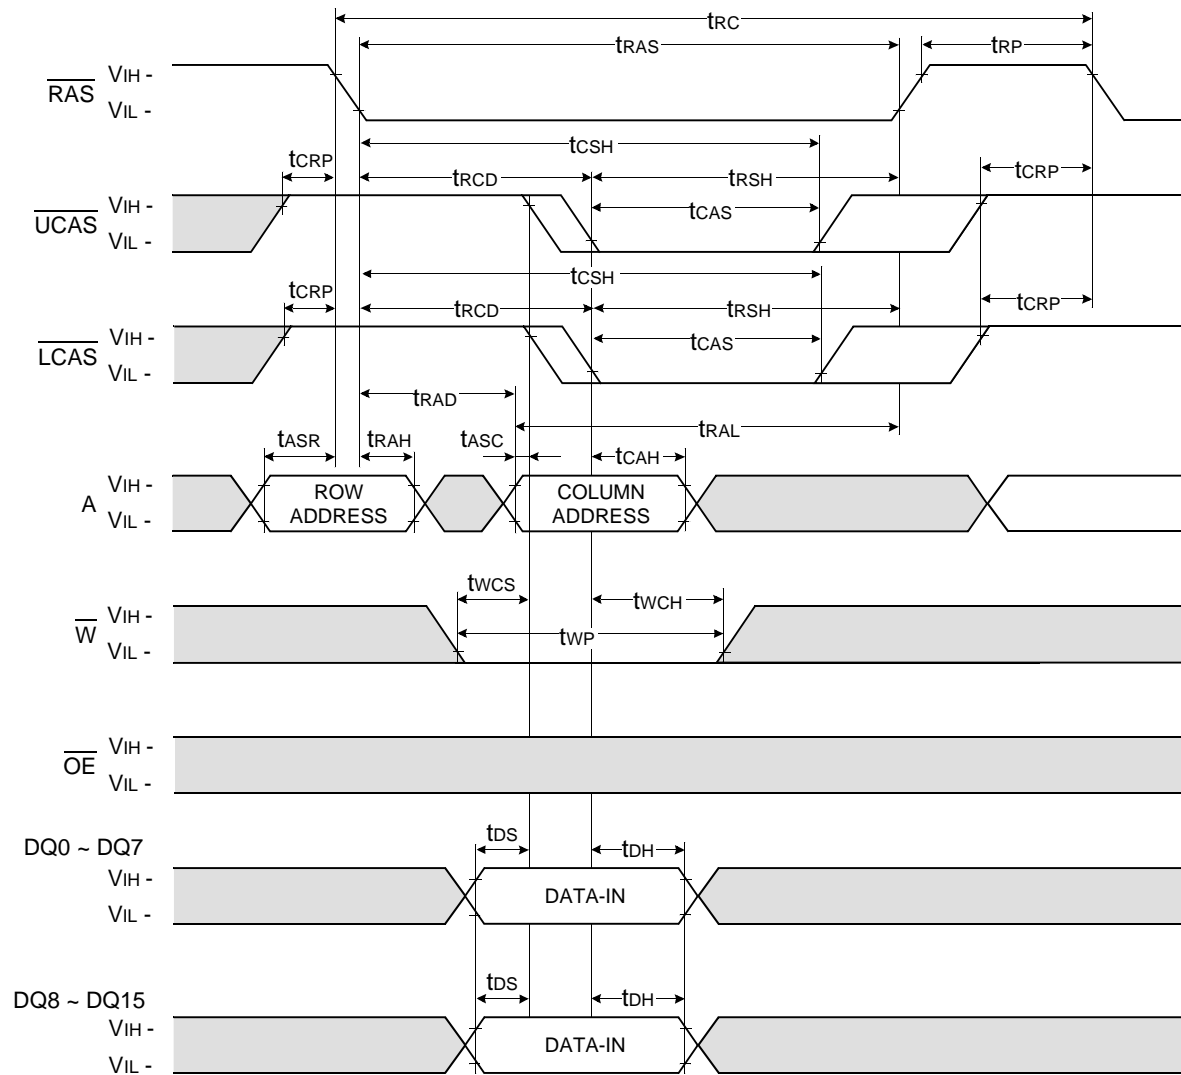 tRC
tRAS
tRP
RAS
VIH -
VIL -
tCSH
tCRP
tRCD
tRSH
tCRP
UCAS
VIH -
VIL -
tCAS
tCSH
tCRP
tRCD
tRSH
tCRP
LCAS
VIH -
VIL -
tCAS
tRAD
tRAL
tASR
tRAH
tASC
tCAH
A
VIH -
VIL -
ROW
ADDRESS
COLUMN
ADDRESS
tWCS
tWCH
W
VIH -
VIL -
tWP
OE
VIH -
VIL -
DQ0 ~ DQ7
tDS
tDH
VIH -
VIL -
DATA-IN
DQ8 ~ DQ15
tDS
tDH
VIH -
VIL -
DATA-IN